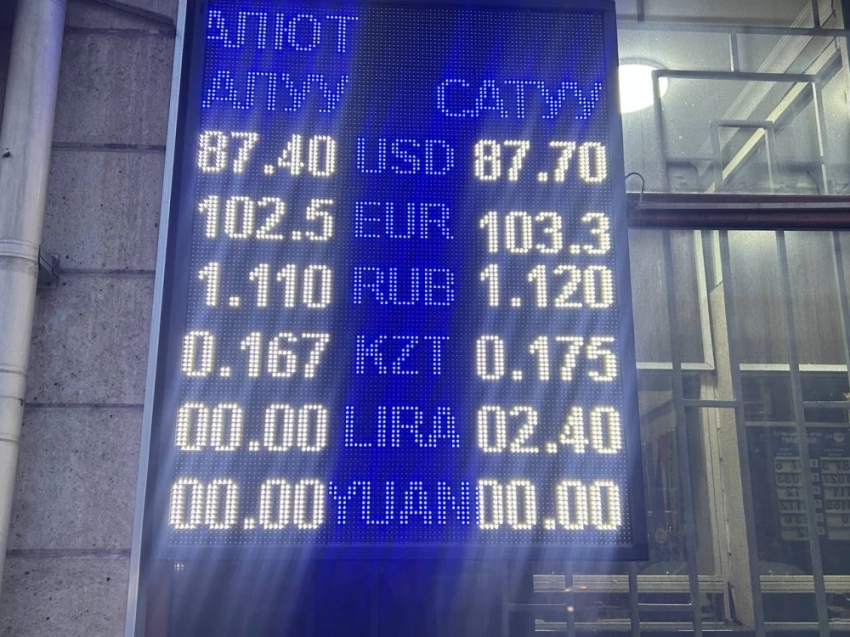 АЛЮТ
АЛУУ САТУУ
87.40 USD 87.70
102.5 EUR 103.3
1.110 RUB 1.120
0.167 KZT 0.175
00.00 LIRA 02.40
00.00 YUAN 00.00